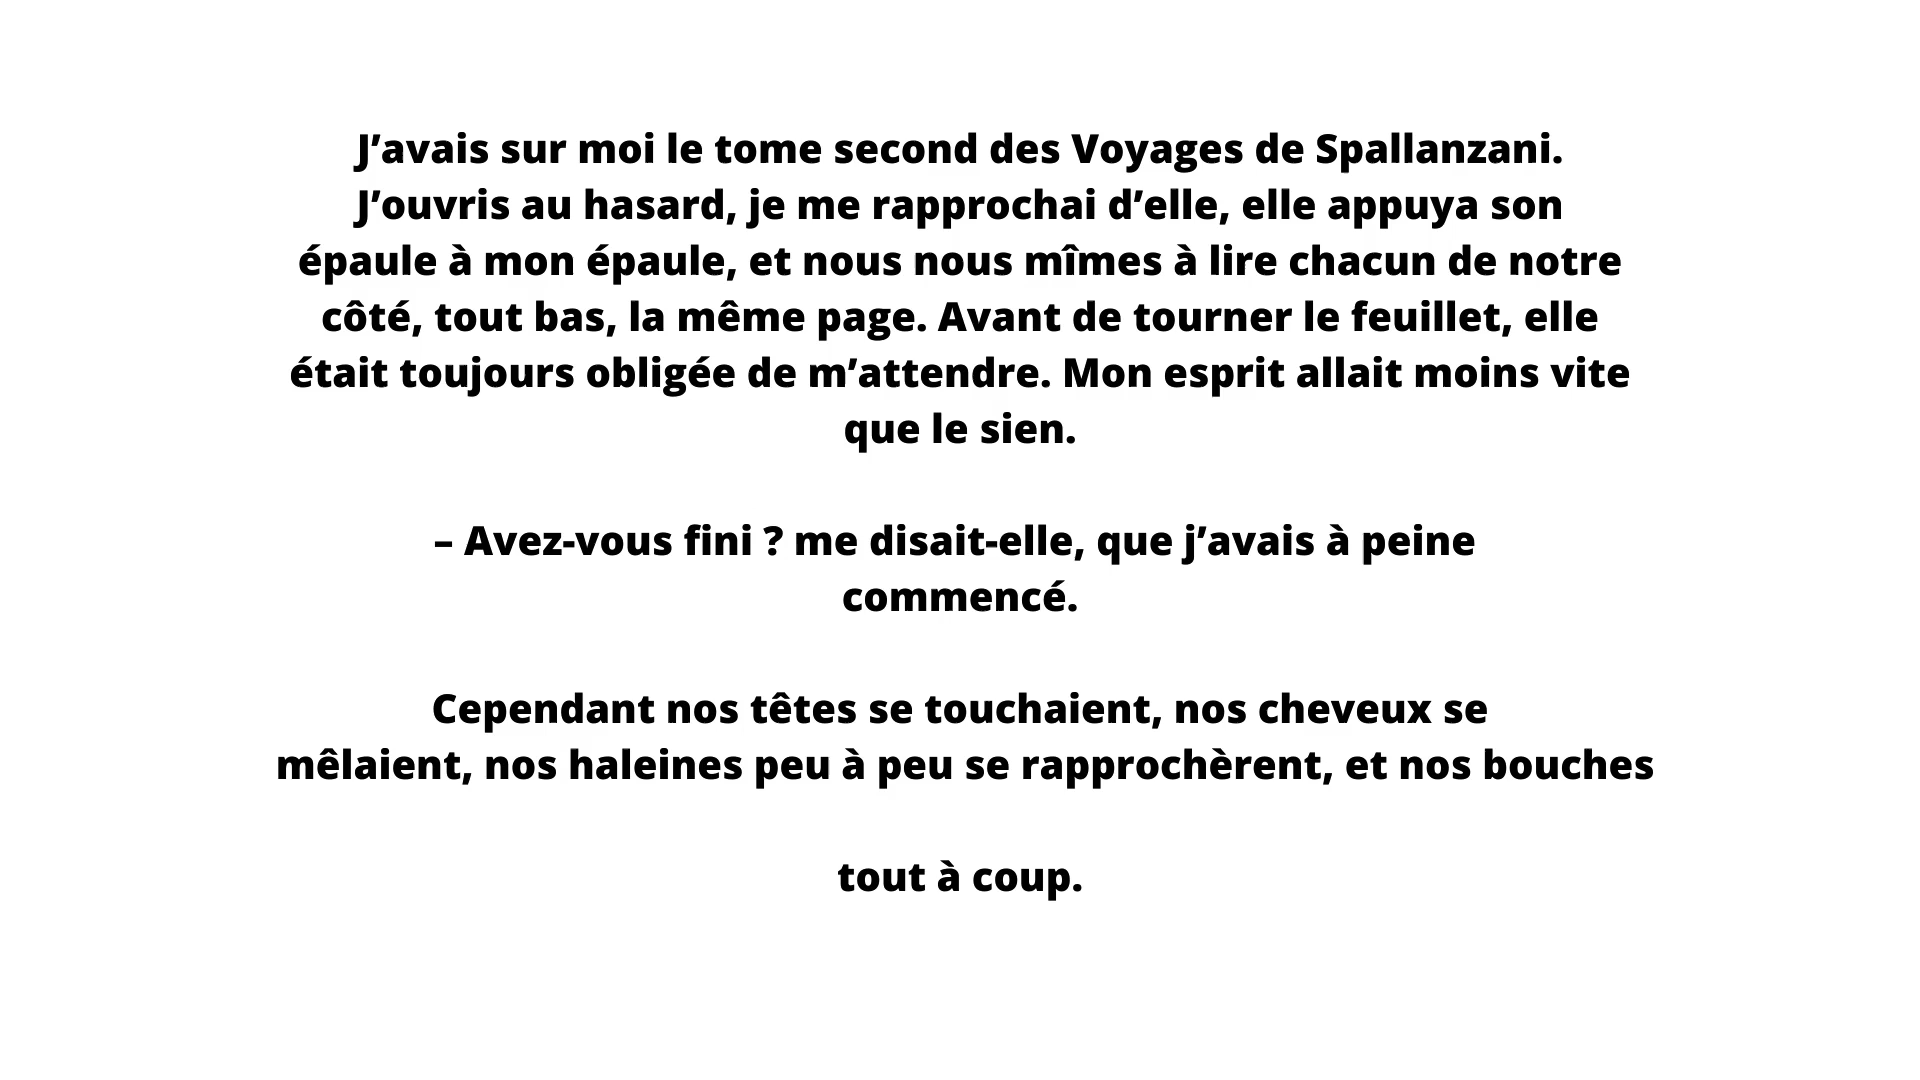 J’avais sur moi le tome second des Voyages de Spallanzani.
J’ouvris au hasard, je me rapprochai d’elle, elle appuya son
épaule à mon épaule, et nous nous mîmes à lire chacun de notre
côté, tout bas, la même page. Avant de tourner le feuillet, elle
était toujours obligée de m’attendre. Mon esprit allait moins vite
que le sien.
– Avez-vous fini ? me disait-elle, que j’avais à peine
commencé.
Cependant nos têtes se touchaient, nos cheveux se
mêlaient, nos haleines peu à peu se rapprochèrent, et nos bouches
tout à coup.